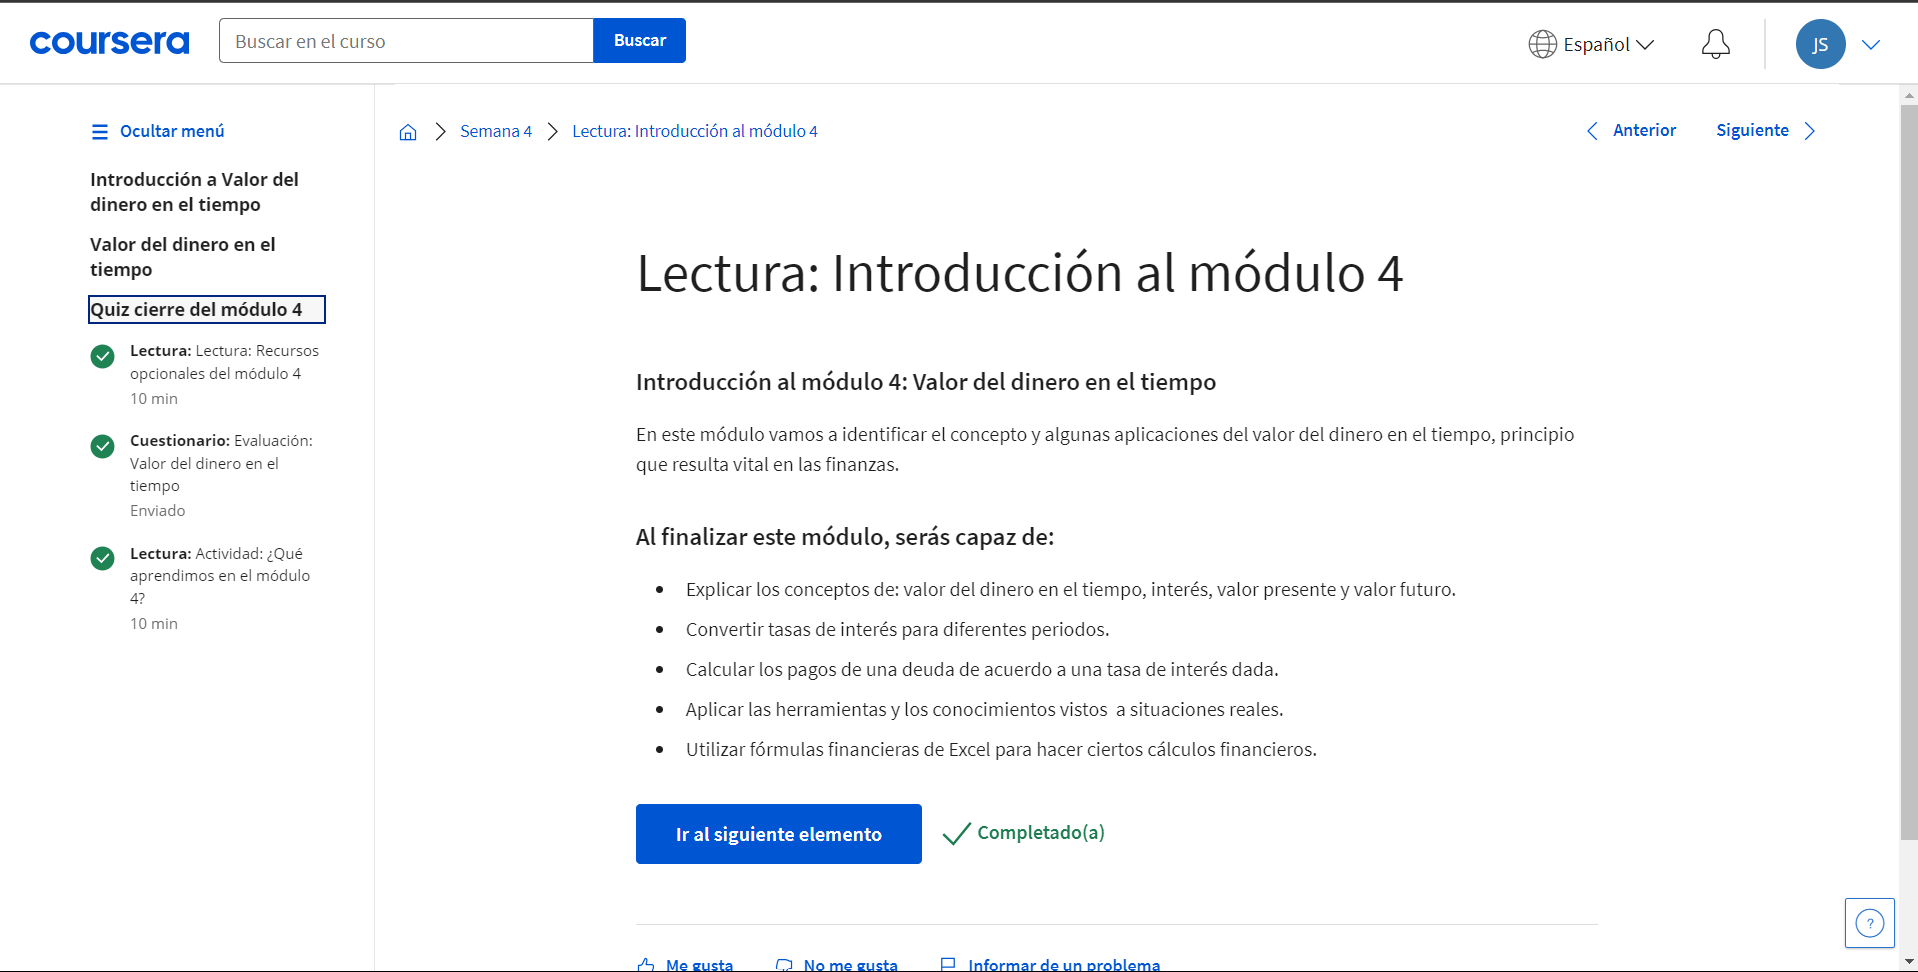 coursera
Buscar en el curso
Buscar
Español
JS
Ocultar menú
Semana 4
Lectura: Introducción al módulo 4
Anterior
Siguiente
Introducción a Valor del
dinero en el tiempo
Valor del dinero en el
tiempo
Quiz cierre del módulo 4
Lectura: Lectura: Recursos
opcionales del módulo 4
10 min
Cuestionario: Evaluación:
Valor del dinero en el
tiempo
Enviado
Lectura: Actividad: ¿Qué
aprendimos en el módulo
4?
10 min
Lectura: Introducción al módulo 4
Introducción al módulo 4: Valor del dinero en el tiempo
En este módulo vamos a identificar el concepto y algunas aplicaciones del valor del dinero en el tiempo, principio
que resulta vital en las finanzas.
Al finalizar este módulo, serás capaz de:
• Explicar los conceptos de: valor del dinero en el tiempo, interés, valor presente y valor futuro.
• Convertir tasas de interés para diferentes periodos.
• Calcular los pagos de una deuda de acuerdo a una tasa de interés dada.
• Aplicar las herramientas y los conocimientos vistos  a situaciones reales.
• Utilizar fórmulas financieras de Excel para hacer ciertos cálculos financieros.
Ir al siguiente elemento
Completado(a)
?
Me gusta
No me gusta
Informar de un problema